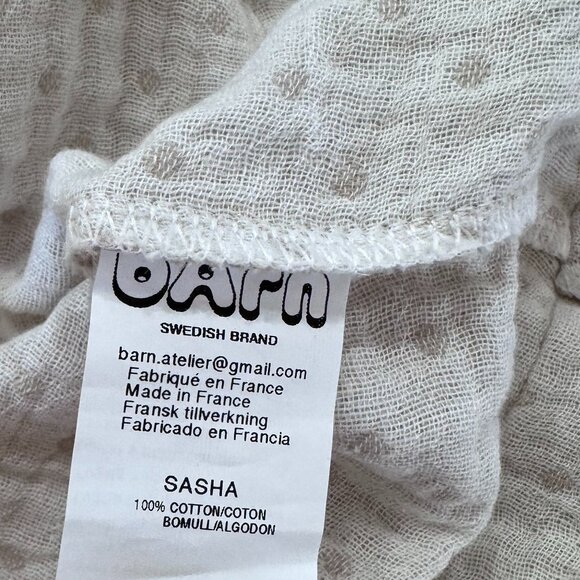 BARN
SWEDISH BRAND
barn.atelier@gmail.com
Fabriqué en France
Made in France
Fransk tillverkning
Fabricado en Francia
SASHA
100% COTTON/COTON
BOMULL/ALGODON